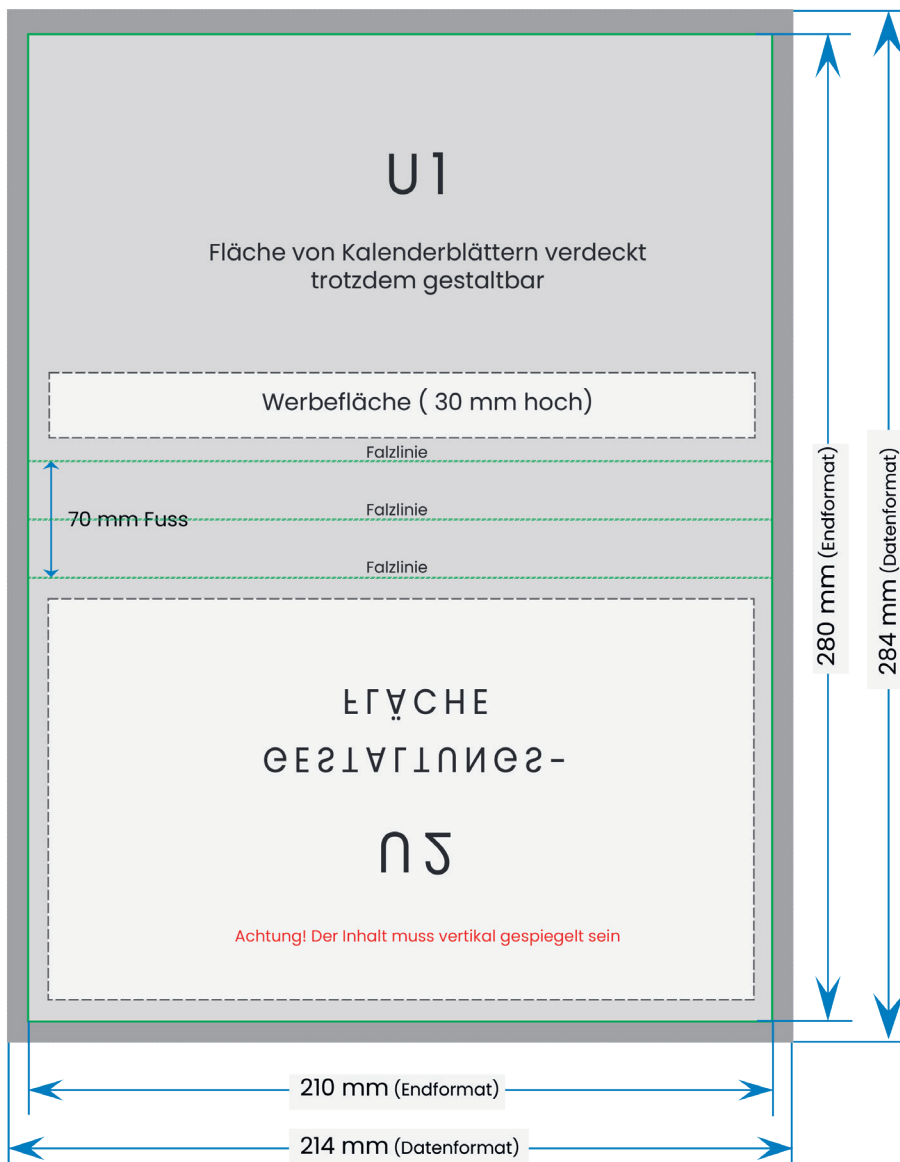 U1
Fläche von Kalenderblättern verdeckt
trotzdem gestaltbar
Werbefläche ( 30 mm hoch)
Falzlinie
70 mm Fuss
Falzlinie
Falzlinie
FLÄCHE
GESTALTUNGS-
U2
Achtung! Der Inhalt muss vertikal gespiegelt sein
280 mm (Endformat)
284 mm (Datenformat)
210 mm (Endformat)
214 mm (Datenformat)